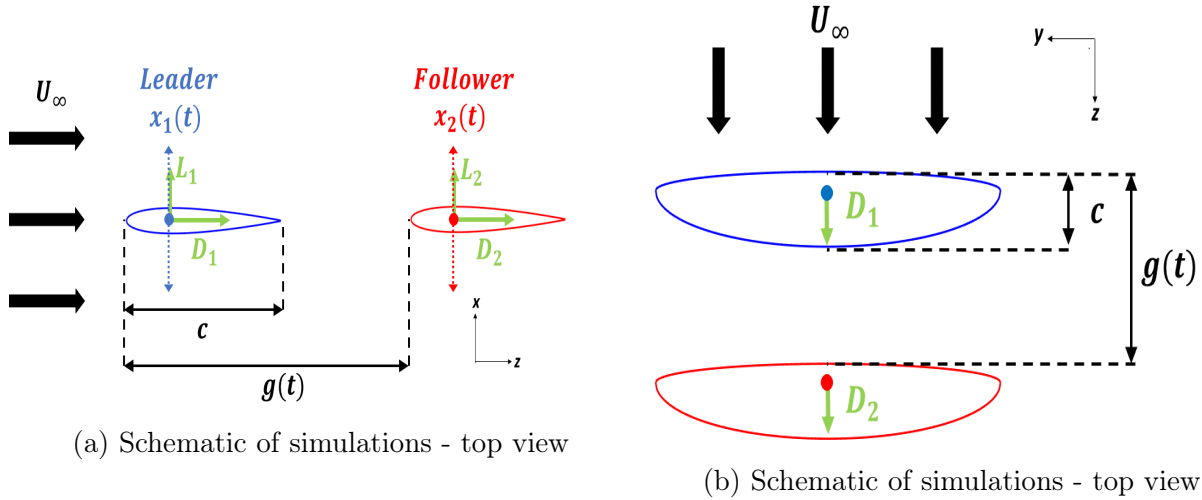 U∞
Leader
x₁(t)
L₁
D₁
Follower
x₂(t)
L₂
D₂
c
x
z
g(t)
(a) Schematic of simulations - top view
U∞
y
z
D₁
c
g(t)
D₂
(b) Schematic of simulations - top view